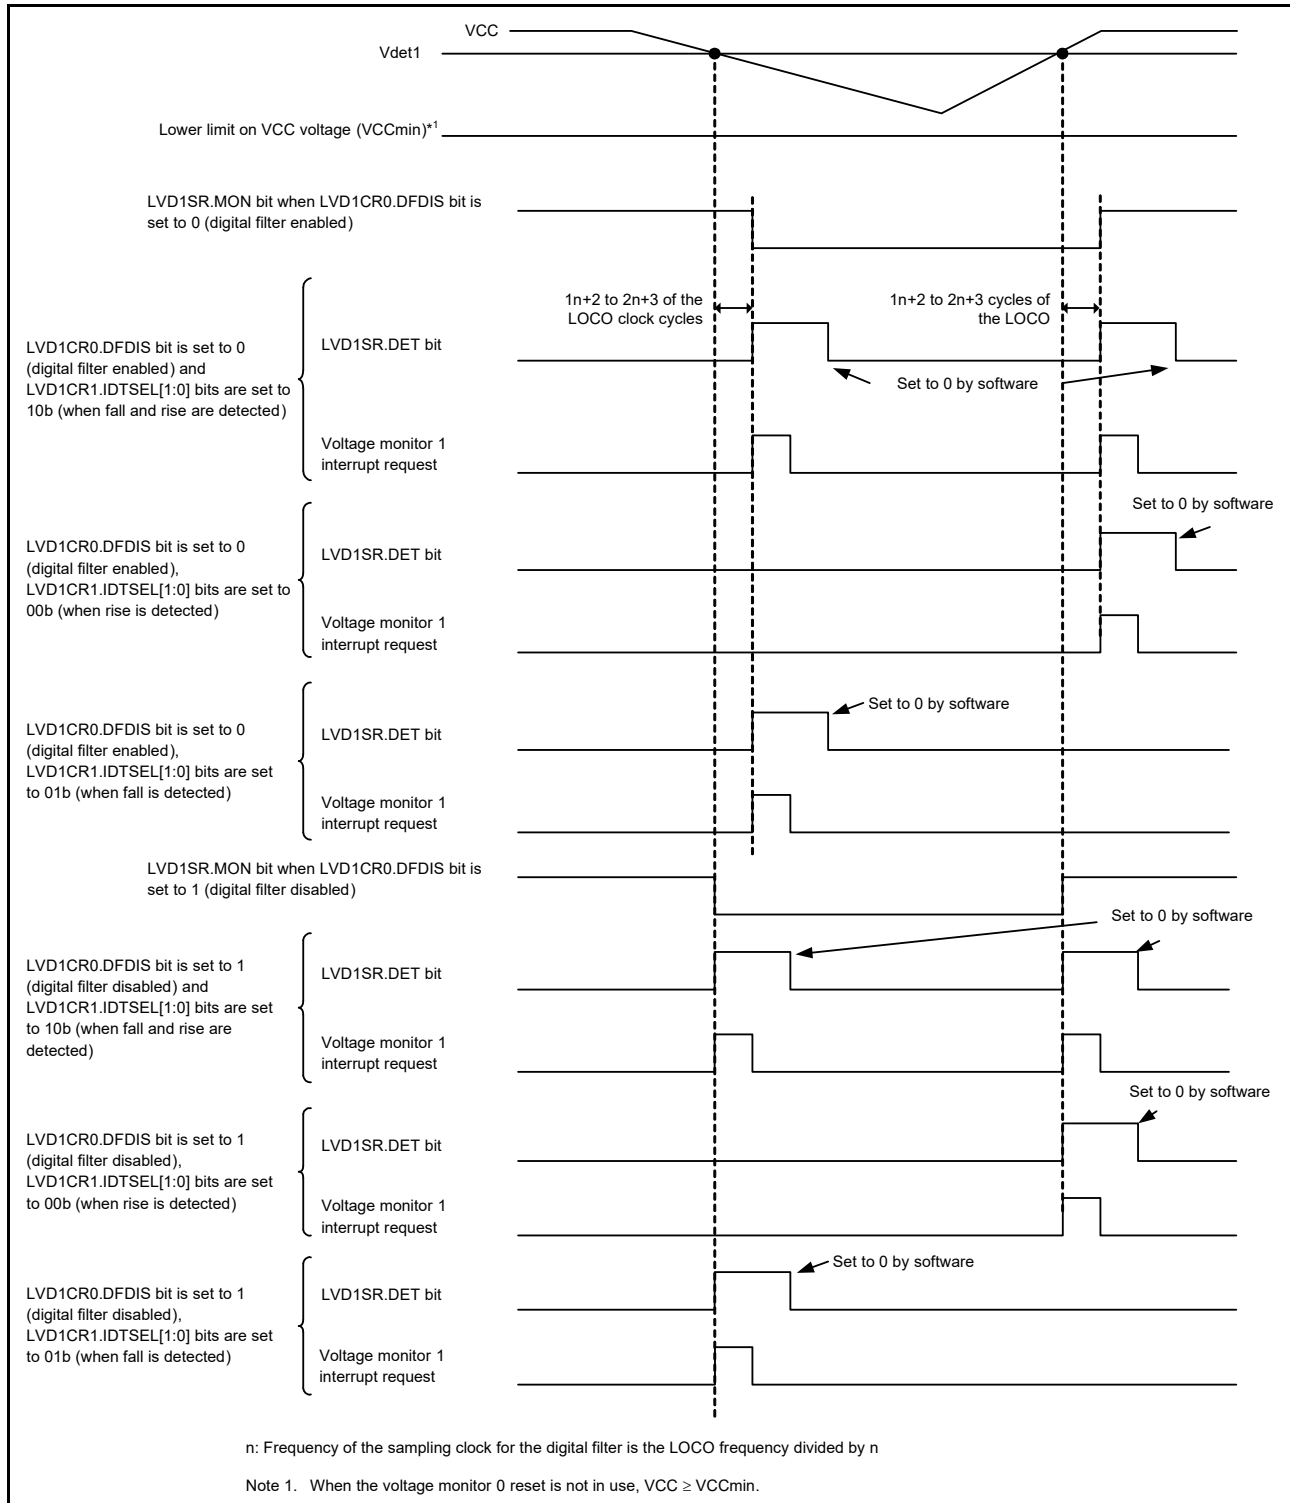 VCC
Vdet1
Lower limit on VCC voltage (VCCmin)*1
LVD1SR.MON bit when LVD1CR0.DFDIS bit is
set to 0 (digital filter enabled)
1n+2 to 2n+3 of the
LOCO clock cycles
1n+2 to 2n+3 cycles of
the LOCO
LVD1CR0.DFDIS bit is set to 0
(digital filter enabled) and
LVD1CR1.IDTSEL[1:0] bits are set to
10b (when fall and rise are detected)
LVD1SR.DET bit
Set to 0 by software
Voltage monitor 1
interrupt request
Set to 0 by software
LVD1CR0.DFDIS bit is set to 0
(digital filter enabled),
LVD1CR1.IDTSEL[1:0] bits are set to
00b (when rise is detected)
LVD1SR.DET bit
Voltage monitor 1
interrupt request
LVD1CR0.DFDIS bit is set to 0
(digital filter enabled),
LVD1CR1.IDTSEL[1:0] bits are set
to 01b (when fall is detected)
LVD1SR.DET bit
Set to 0 by software
Voltage monitor 1
interrupt request
LVD1SR.MON bit when LVD1CR0.DFDIS bit is
set to 1 (digital filter disabled)
Set to 0 by software
LVD1CR0.DFDIS bit is set to 1
(digital filter disabled) and
LVD1CR1.IDTSEL[1:0] bits are set
to 10b (when fall and rise are
detected)
LVD1SR.DET bit
Voltage monitor 1
interrupt request
Set to 0 by software
LVD1CR0.DFDIS bit is set to 1
(digital filter disabled),
LVD1CR1.IDTSEL[1:0] bits are set
to 00b (when rise is detected)
LVD1SR.DET bit
Voltage monitor 1
interrupt request
Set to 0 by software
LVD1CR0.DFDIS bit is set to 1
(digital filter disabled),
LVD1CR1.IDTSEL[1:0] bits are set
to 01b (when fall is detected)
LVD1SR.DET bit
Voltage monitor 1
interrupt request
n: Frequency of the sampling clock for the digital filter is the LOCO frequency divided by n
Note 1. When the voltage monitor 0 reset is not in use, VCC ≥ VCCmin.